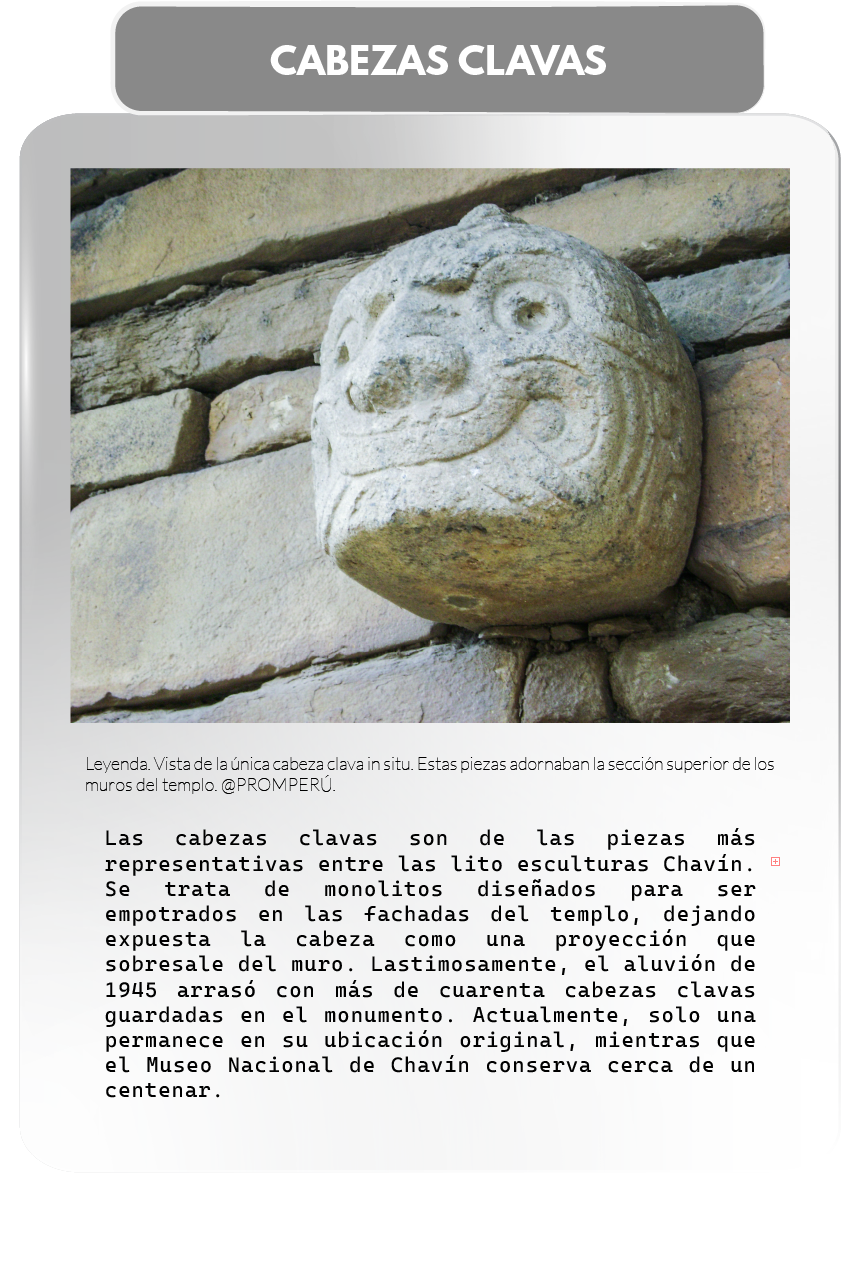 CABEZAS CLAVAS
Leyenda. Vista de la única cabeza clava in situ. Estas piezas adornaban la sección superior de los
muros del templo. @PROMPERÚ.
Las cabezas clavas son de las piezas más
representativas entre las lito esculturas Chavín.
Se trata de monolitos diseñados para ser
empotrados en las fachadas del templo, dejando
expuesta la cabeza como una proyección que
sobresale del muro. Lastimosamente, el aluvión de
1945 arrasó con más de cuarenta cabezas clavas
guardadas en el monumento. Actualmente, solo una
permanece en su ubicación original, mientras que
el Museo Nacional de Chavín conserva cerca de un
centenar.